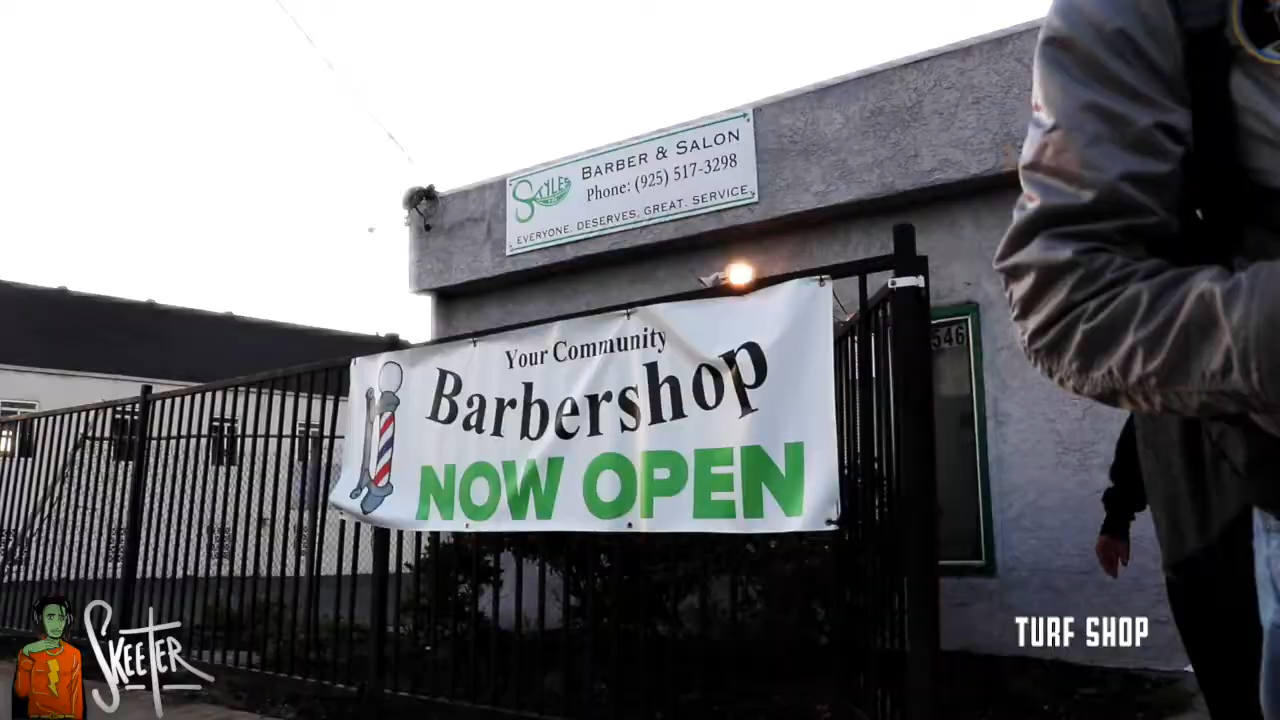 SKYLES
BARBER & SALON
Phone: (925) 517-3298
EVERYONE. DESERVES. GREAT. SERVICE.
546
Your Community
Barbershop
NOW OPEN
SKEETER
TURF SHOP